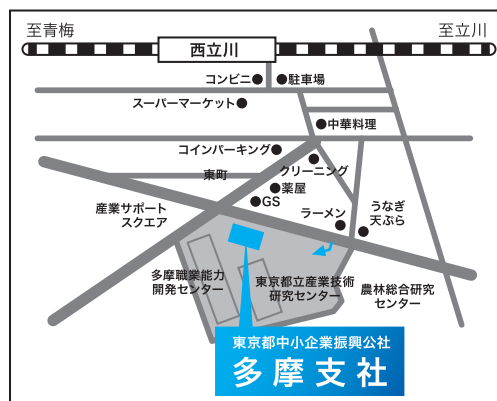 至青梅
至立川
西立川
コンビニ
駐車場
スーパーマーケット
中華料理
コインパーキング
クリーニング
東町
薬屋
GS
産業サポート
スクエア
ラーメン
うなぎ
天ぷら
多摩職業能力
開発センター
東京都立産業技術
研究センター
農林総合研究
センター
東京都中小企業振興公社
多摩支社